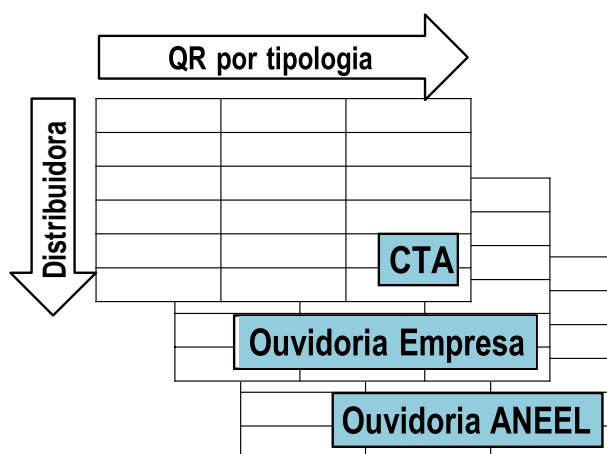 QR por tipologia
Distribuidora
CTA
Ouvidoria Empresa
Ouvidoria ANEEL